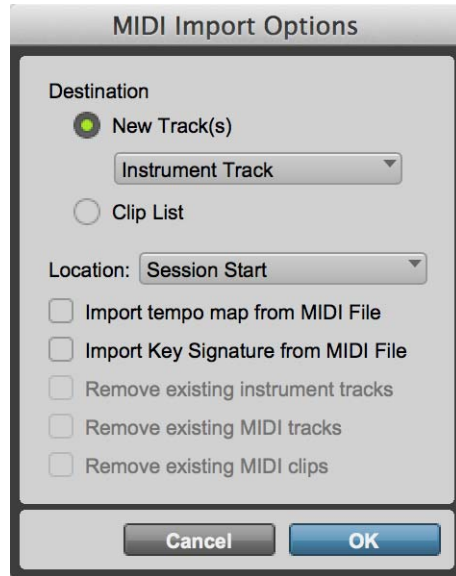 MIDI Import Options
Destination
New Track(s)
Instrument Track
Clip List
Location: Session Start
Import tempo map from MIDI File
Import Key Signature from MIDI File
Remove existing instrument tracks
Remove existing MIDI tracks
Remove existing MIDI clips
Cancel OK